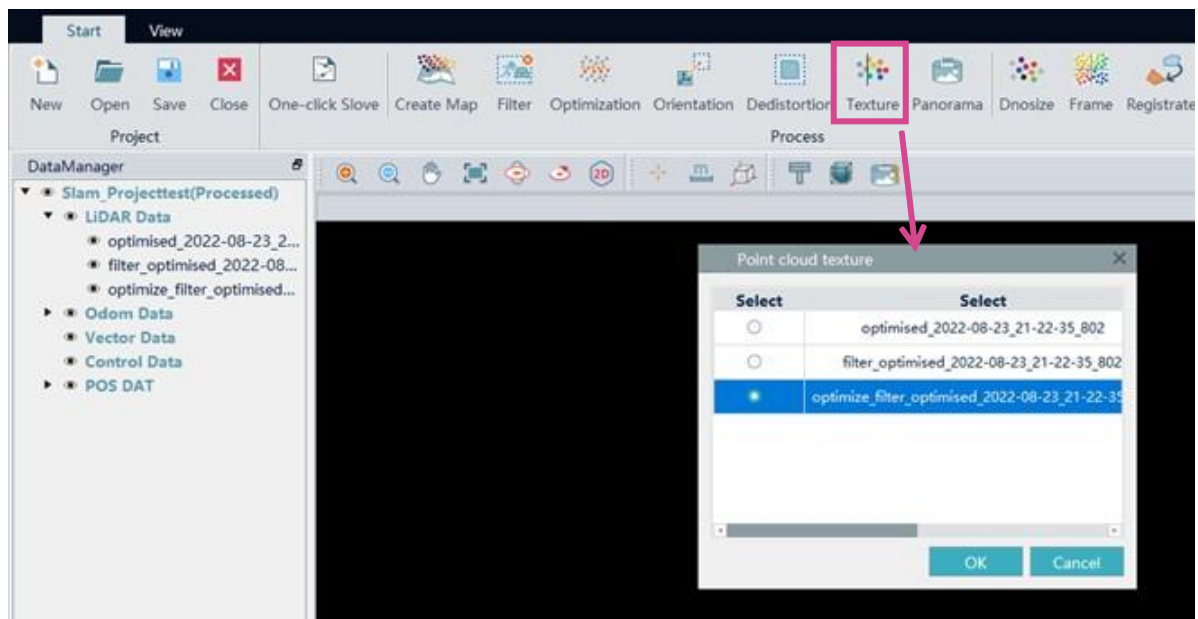 Start View
New Open Save Close One-click Slove Create Map Filter Optimization Orientation Dedistortion Texture Panorama Dnosize Frame Registrate
Project Process
DataManager
2D
Slam_Projecttest(Processed)
LiDAR Data
optimised_2022-08-23_2...
filter_optimised_2022-08...
optimize_filter_optimised...
Odom Data
Vector Data
Control Data
POS DAT
Point cloud texture
Select Select
optimised_2022-08-23_21-22-35_802
filter_optimised_2022-08-23_21-22-35_802
optimize_filter_optimised_2022-08-23_21-22-35
OK Cancel